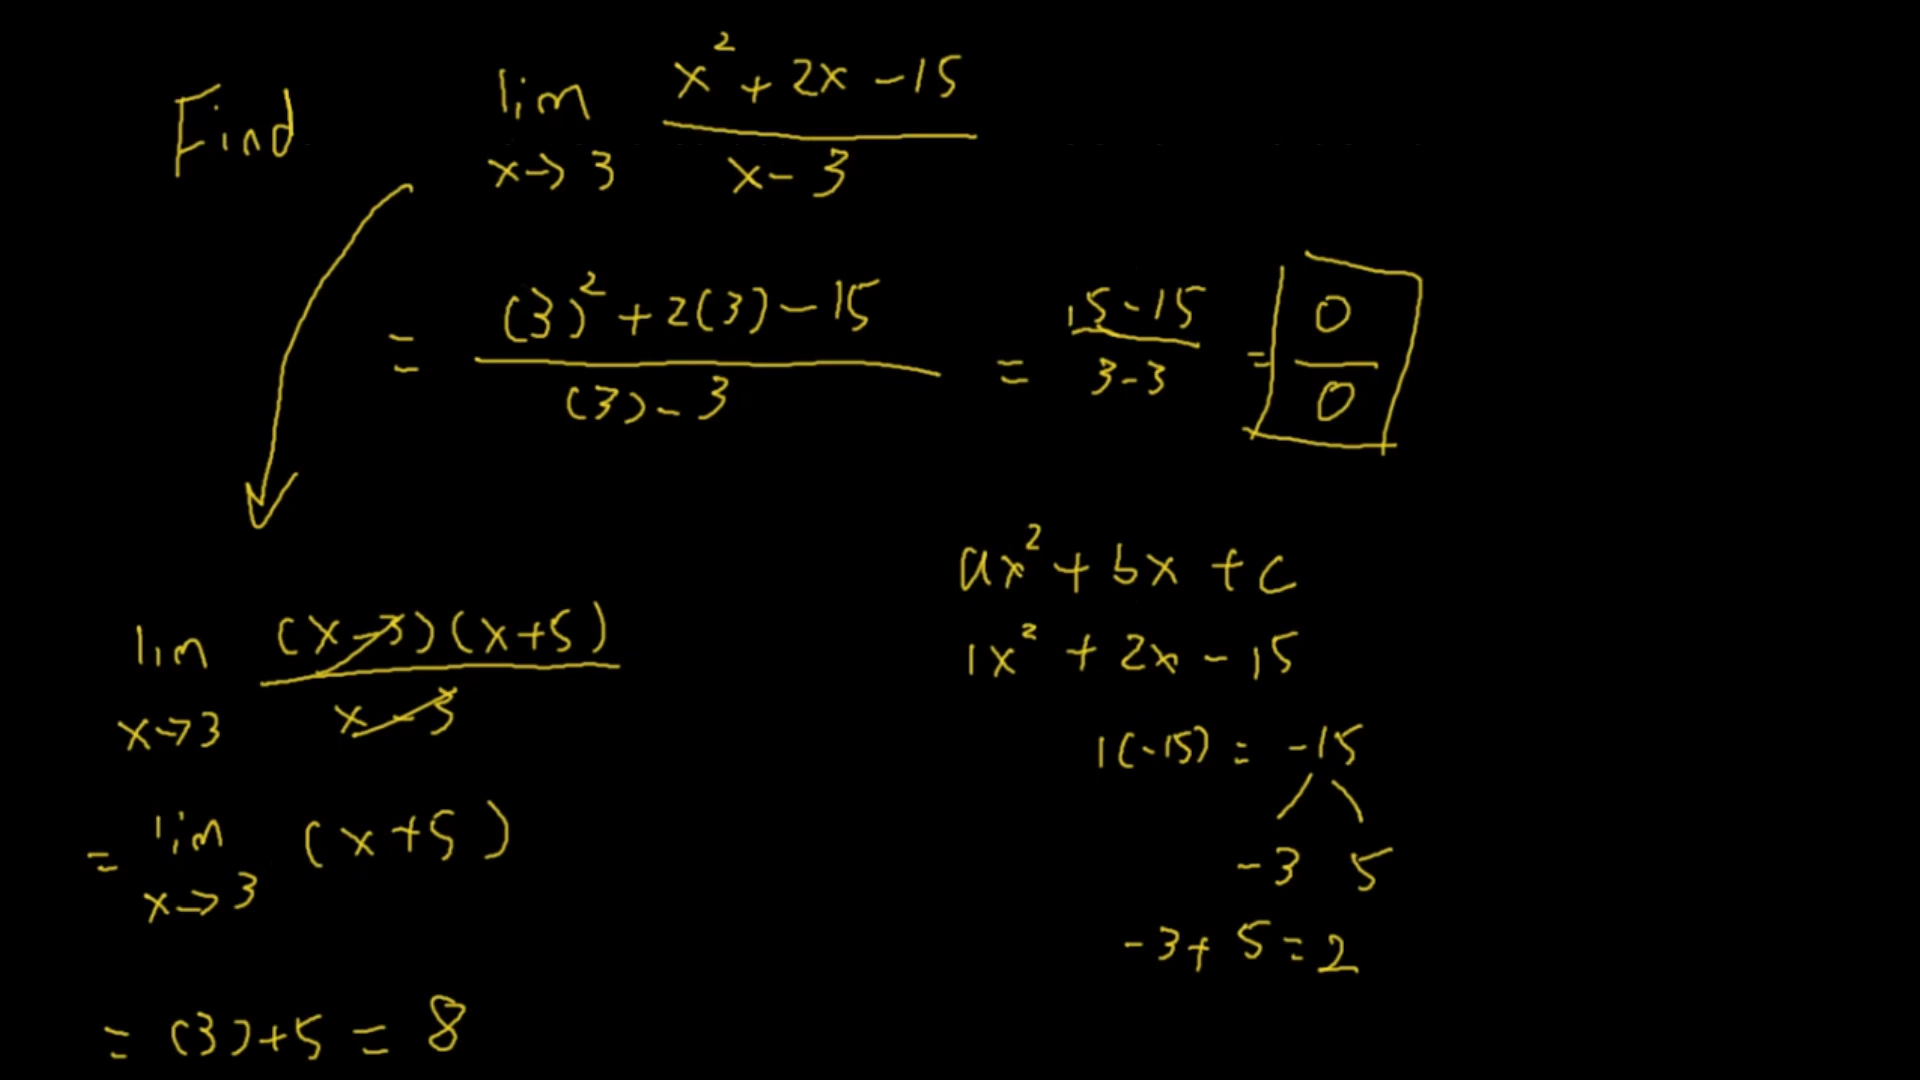 Find lim x→3 (x² + 2x - 15)/(x - 3)
= ((3)² + 2(3) - 15)/((3) - 3) = (15 - 15)/(3 - 3) = 0/0
lim x→3 ((x - 3)(x + 5))/(x - 3)
= lim x→3 (x + 5)
= (3) + 5 = 8
ax² + bx + c
1x² + 2x - 15
1(-15) = -15
-3 5
-3 + 5 = 2